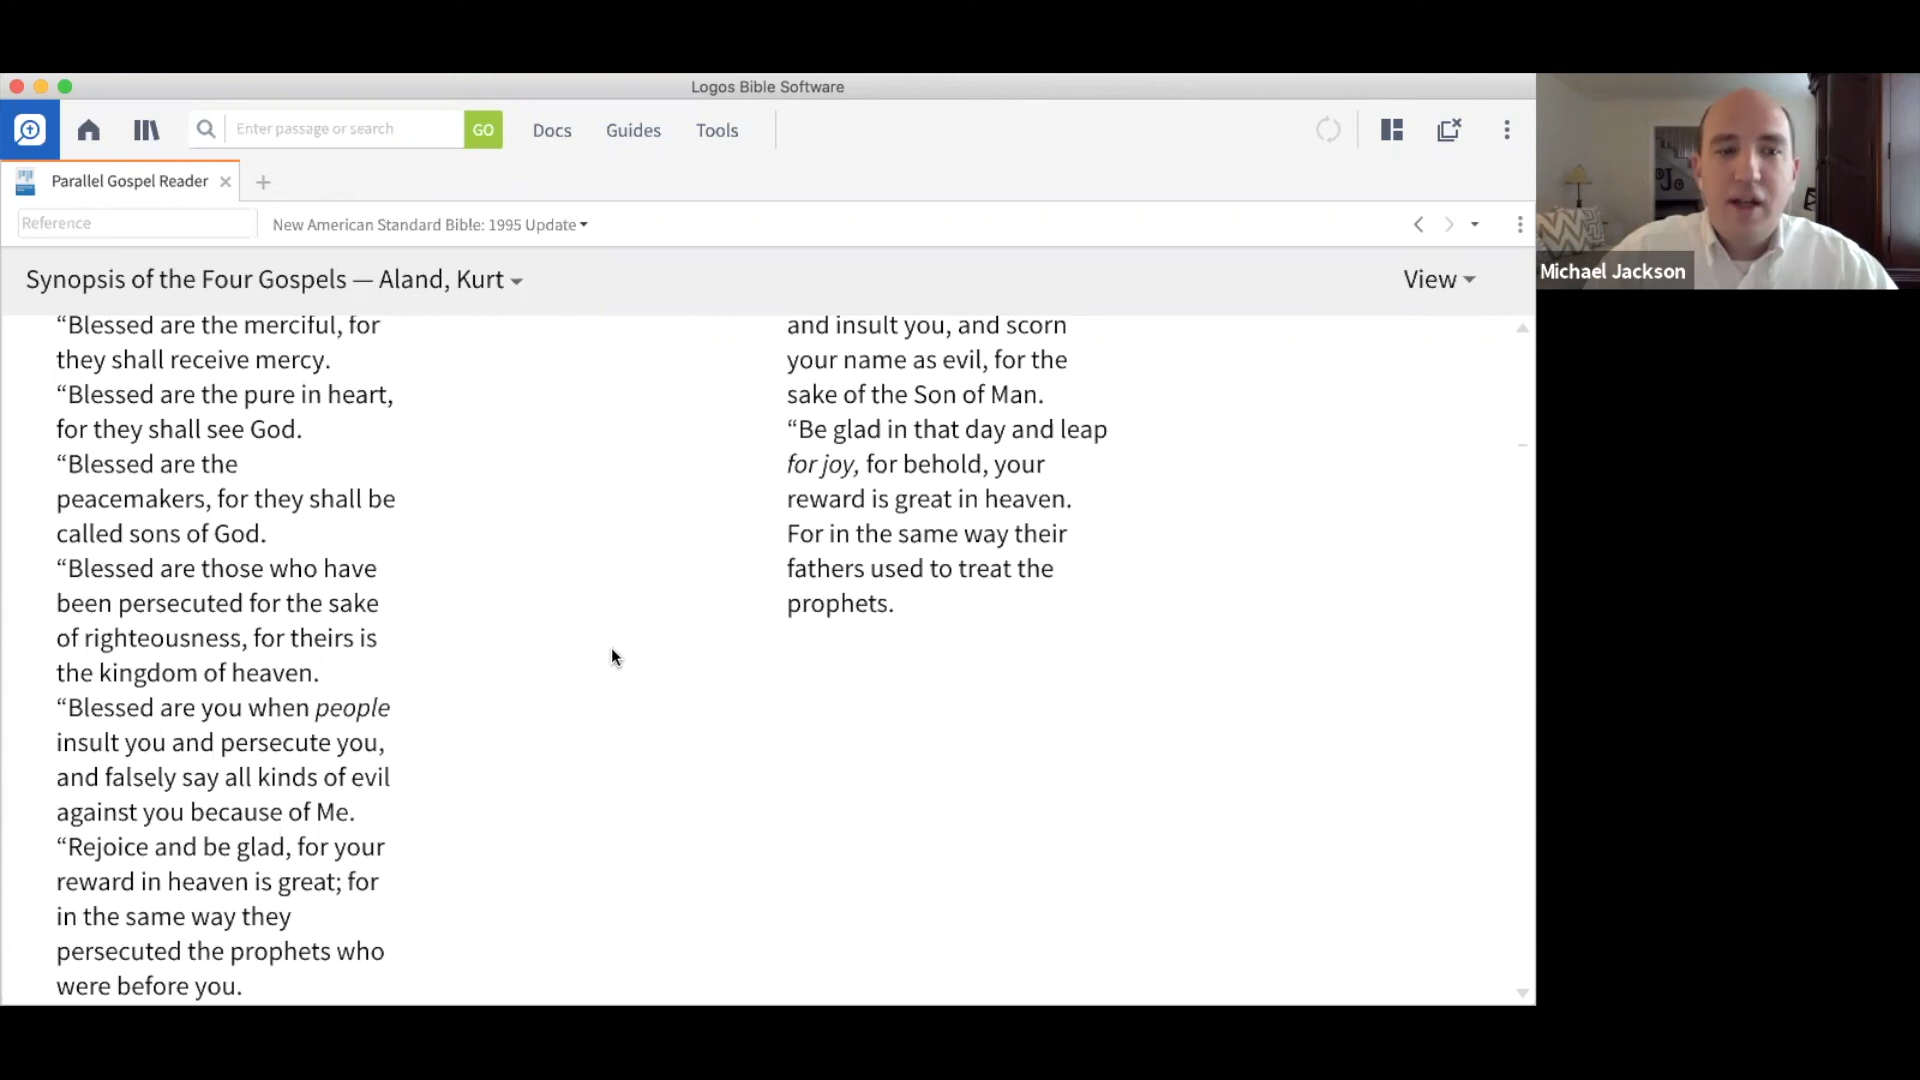 Logos Bible Software
Enter passage or search
GO
Docs
Guides
Tools
Parallel Gospel Reader
Reference
New American Standard Bible: 1995 Update
Synopsis of the Four Gospels — Aland, Kurt
View
“Blessed are the merciful, for
they shall receive mercy.
“Blessed are the pure in heart,
for they shall see God.
“Blessed are the
peacemakers, for they shall be
called sons of God.
“Blessed are those who have
been persecuted for the sake
of righteousness, for theirs is
the kingdom of heaven.
“Blessed are you when people
insult you and persecute you,
and falsely say all kinds of evil
against you because of Me.
“Rejoice and be glad, for your
reward in heaven is great; for
in the same way they
persecuted the prophets who
were before you.
and insult you, and scorn
your name as evil, for the
sake of the Son of Man.
“Be glad in that day and leap
for joy, for behold, your
reward is great in heaven.
For in the same way their
fathers used to treat the
prophets.
Michael Jackson